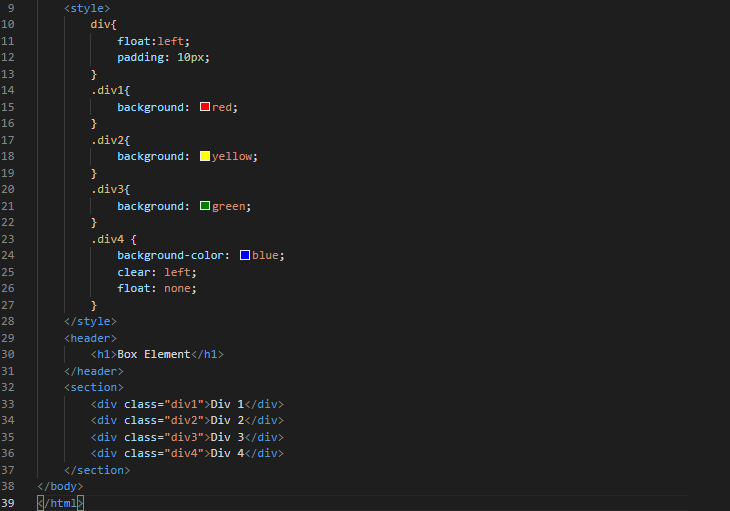 9 <style>
10 div{
11 float:left;
12 padding: 10px;
13 }
14 .div1{
15 background: red;
16 }
17 .div2{
18 background: yellow;
19 }
20 .div3{
21 background: green;
22 }
23 .div4 {
24 background-color: blue;
25 clear: left;
26 float: none;
27 }
28 </style>
29 <header>
30 <h1>Box Element</h1>
31 </header>
32 <section>
33 <div class="div1">Div 1</div>
34 <div class="div2">Div 2</div>
35 <div class="div3">Div 3</div>
36 <div class="div4">Div 4</div>
37 </section>
38 </body>
39 </html>